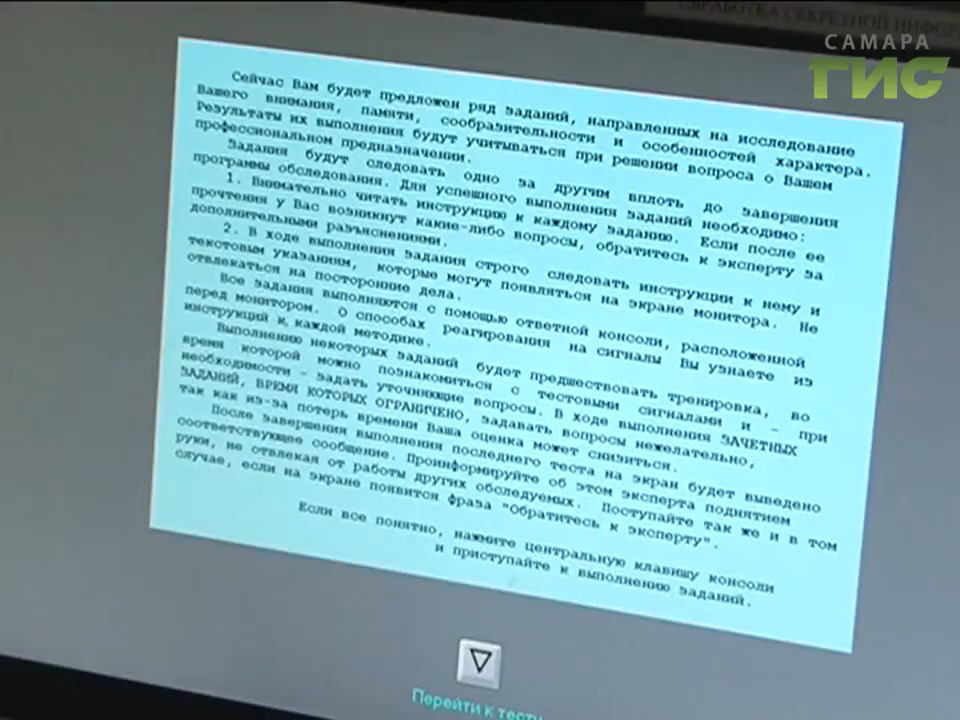 ОБРАБОТКА СЕКРЕТНОЙ ИНФОР
САМАРА
ГИС
Сейчас Вам будет предложен ряд заданий, направленных на исследование
Вашего внимания, памяти, сообразительности и особенностей характера.
Результаты их выполнения будут учитываться при решении вопроса о Вашем
профессиональном предназначении.
Задания будут следовать одно за другим вплоть до завершения
программы обследования. Для успешного выполнения заданий необходимо:
1. Внимательно читать инструкцию к каждому заданию. Если после ее
прочтения у Вас возникнут какие-либо вопросы, обратитесь к эксперту за
дополнительными разъяснениями.
2. В ходе выполнения задания строго следовать инструкции к нему и
текстовым указаниям, которые могут появляться на экране монитора. Не
отвлекаться на посторонние дела.
Все задания выполняются с помощью ответной консоли, расположенной
перед монитором. О способах реагирования на сигналы Вы узнаете из
инструкций к каждой методике.
Выполнению некоторых заданий будет предшествовать тренировка, во
время которой можно познакомиться с тестовыми сигналами и - при
необходимости - задать уточняющие вопросы. В ходе выполнения ЗАЧЕТНЫХ
ЗАДАНИЙ, ВРЕМЯ КОТОРЫХ ОГРАНИЧЕНО, задавать вопросы нежелательно,
так как из-за потерь времени Ваша оценка может снизиться.
После завершения выполнения последнего теста на экран будет выведено
соответствующее сообщение. Проинформируйте об этом эксперта поднятием
руки, не отвлекая от работы других обследуемых. Поступайте так же и в том
случае, если на экране появится фраза "Обратитесь к эксперту".
Если все понятно, нажмите центральную клавишу консоли
и приступайте к выполнению заданий.
Перейти к тесту